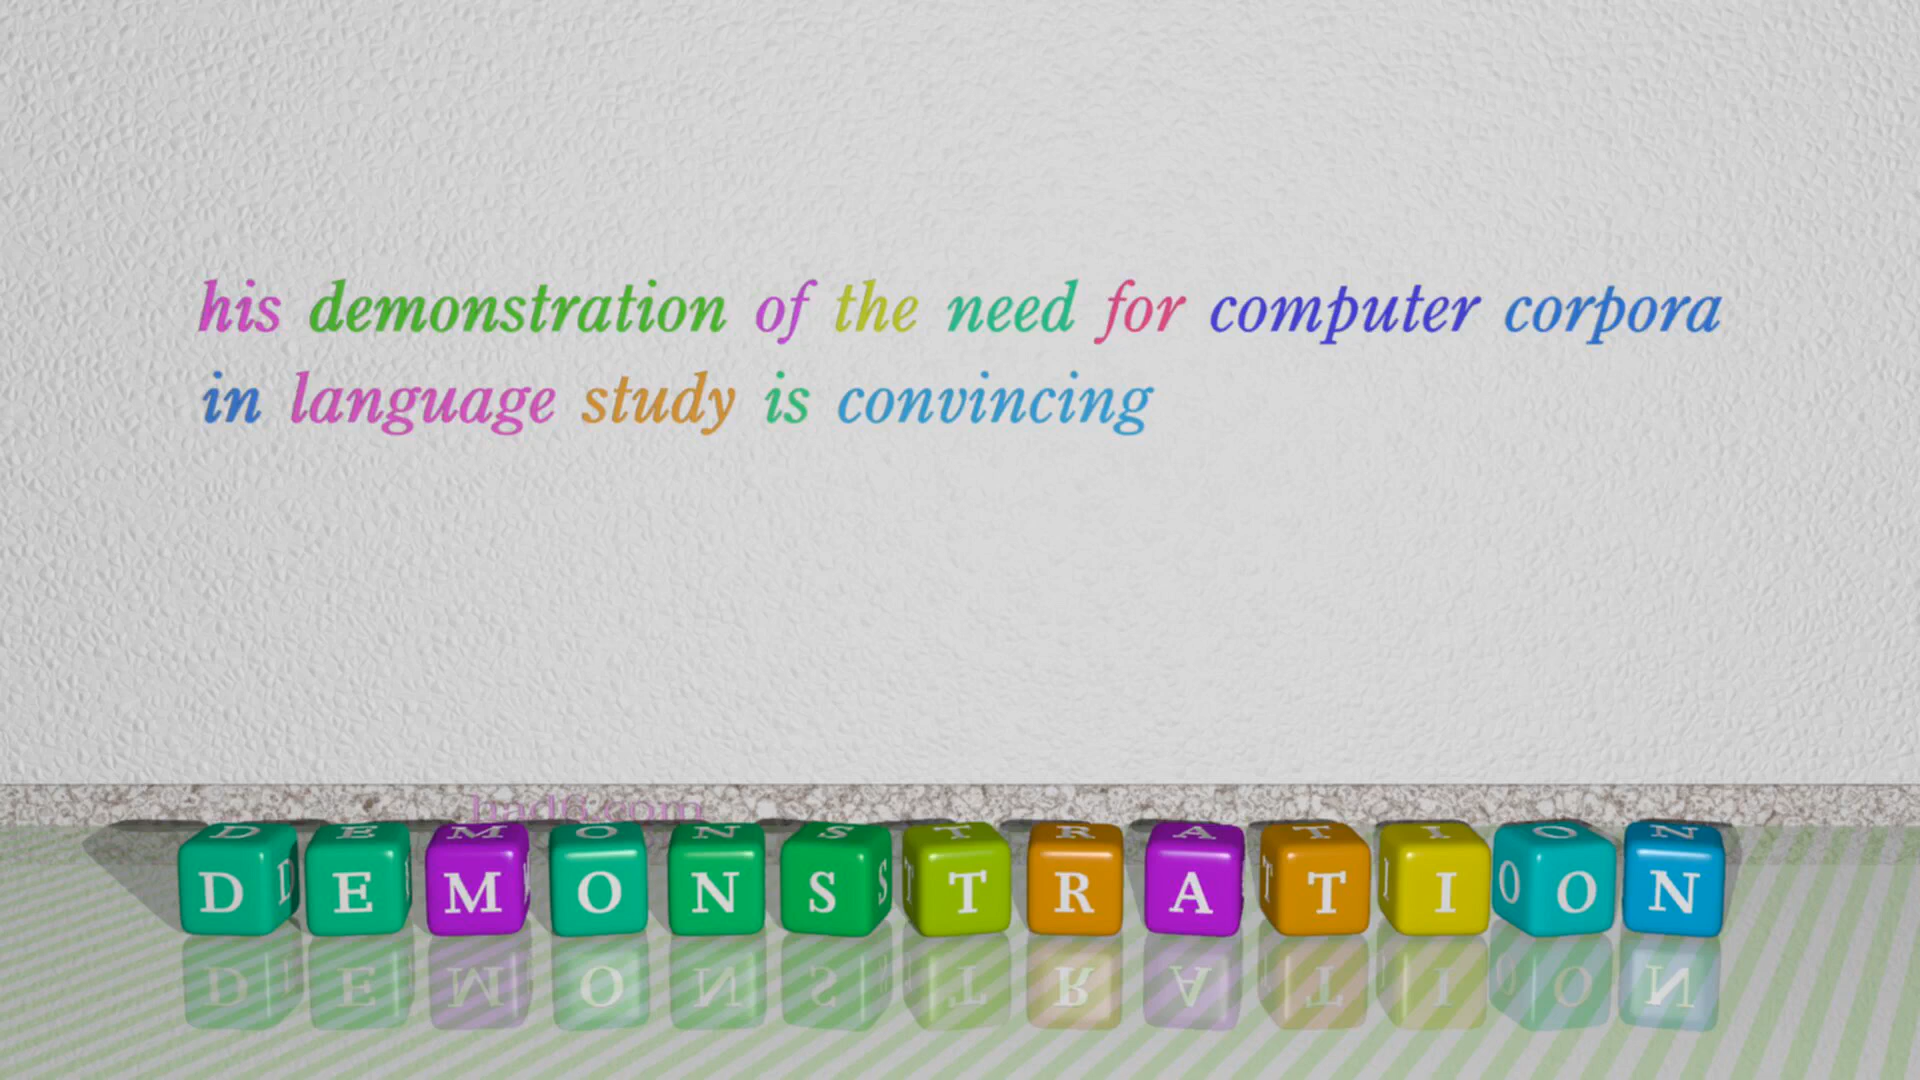 his demonstration of the need for computer corpora
in language study is convincing
DEMONSTRATION